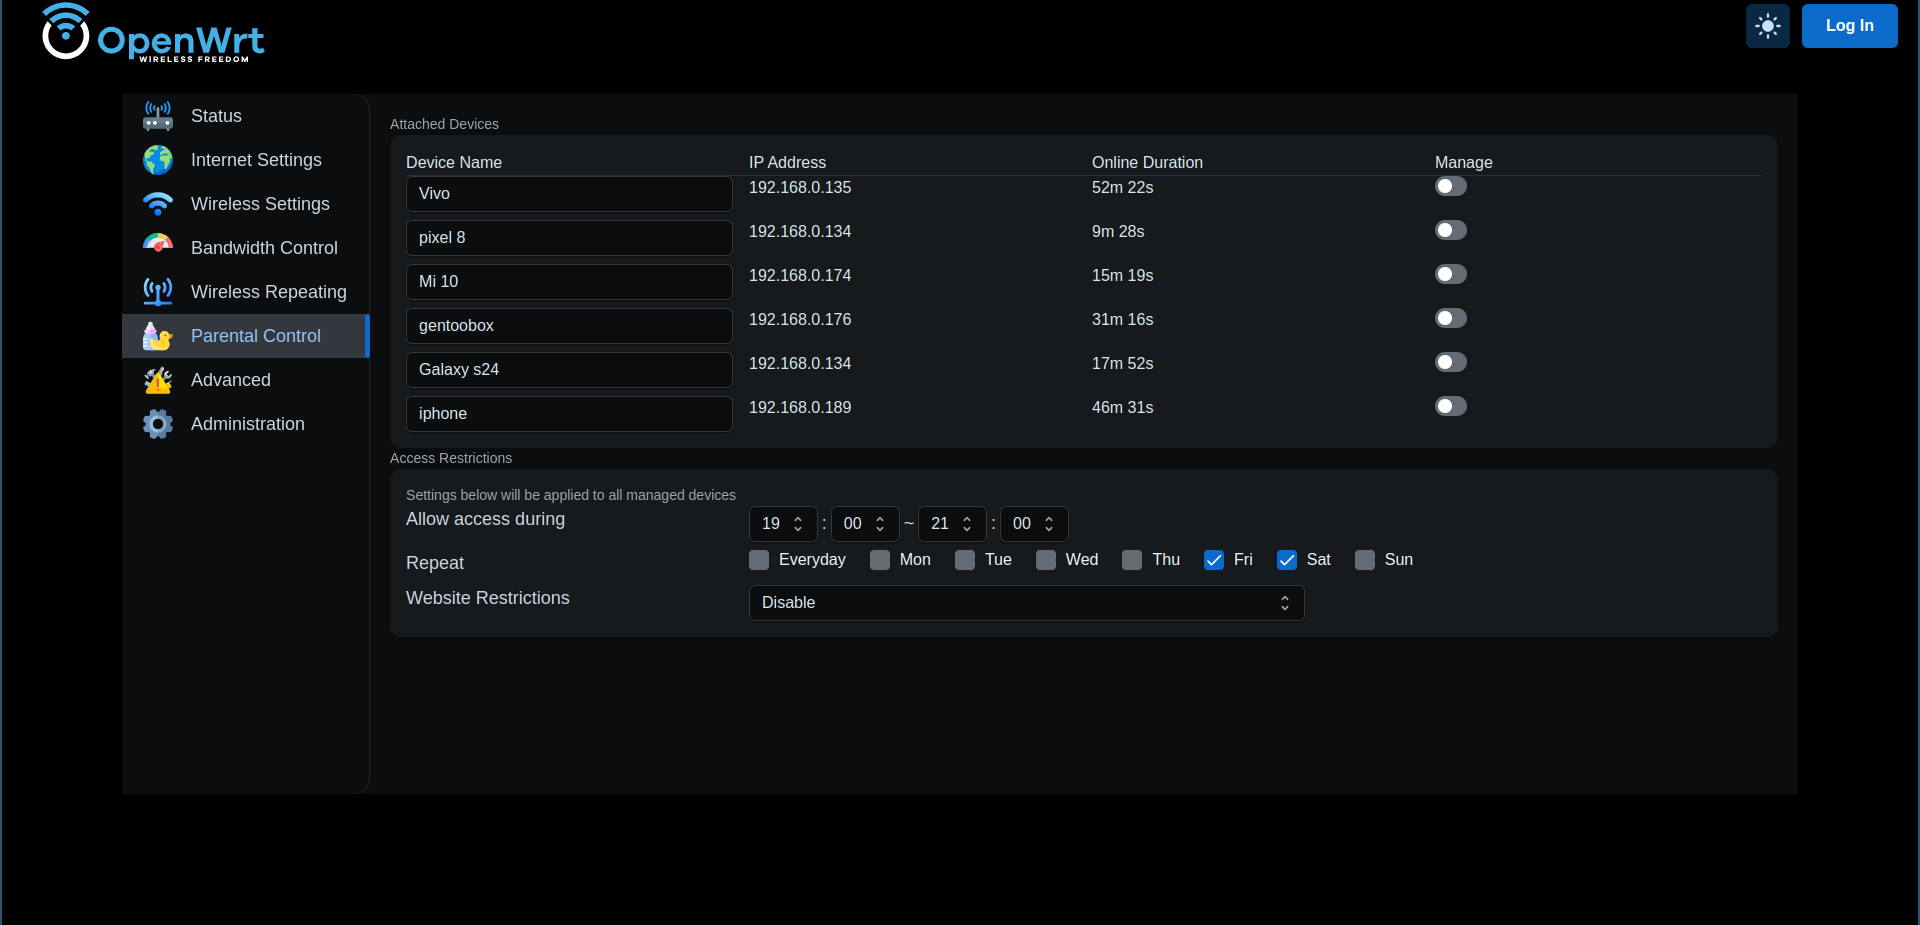 OpenWrt
WIRELESS FREEDOM
Log In
Status
Internet Settings
Wireless Settings
Bandwidth Control
Wireless Repeating
Parental Control
Advanced
Administration
Attached Devices
Device Name IP Address Online Duration Manage
Vivo 192.168.0.135 52m 22s
pixel 8 192.168.0.134 9m 28s
Mi 10 192.168.0.174 15m 19s
gentoobox 192.168.0.176 31m 16s
Galaxy s24 192.168.0.134 17m 52s
iphone 192.168.0.189 46m 31s
Access Restrictions
Settings below will be applied to all managed devices
Allow access during 19 : 00 ~ 21 : 00
Repeat Everyday Mon Tue Wed Thu Fri Sat Sun
Website Restrictions Disable